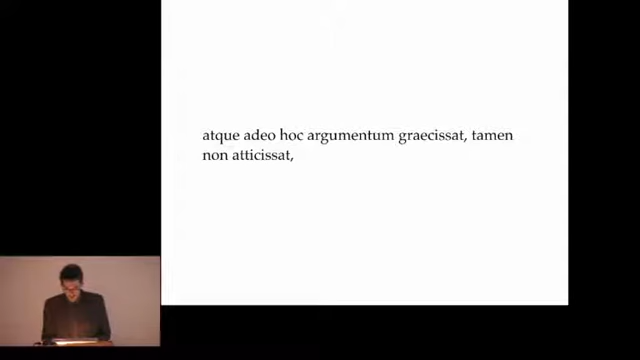 atque adeo hoc argumentum graecissat, tamen
non atticissat,